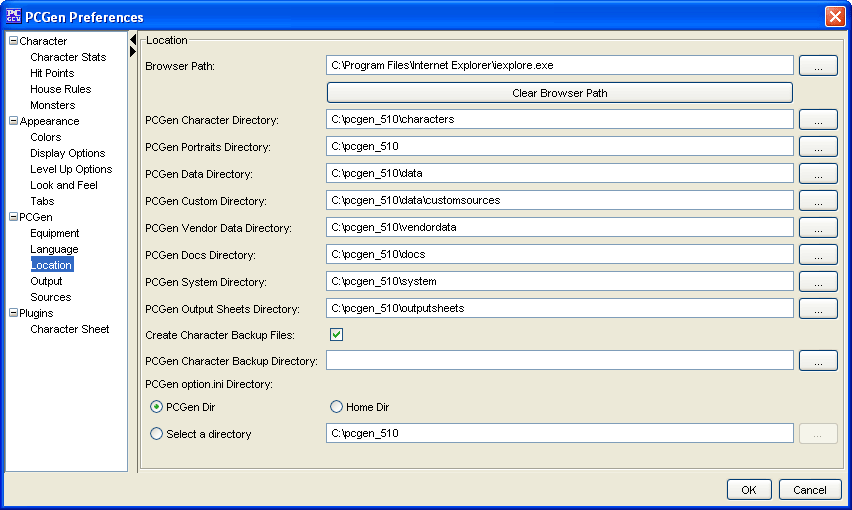 PCGen Preferences
Character
Character Stats
Hit Points
House Rules
Monsters
Appearance
Colors
Display Options
Level Up Options
Look and Feel
Tabs
PCGen
Equipment
Language
Location
Output
Sources
Plugins
Character Sheet
Location
Browser Path: C:\Program Files\Internet Explorer\iexplore.exe ...
Clear Browser Path
PCGen Character Directory: C:\pcgen_510\characters ...
PCGen Portraits Directory: C:\pcgen_510 ...
PCGen Data Directory: C:\pcgen_510\data ...
PCGen Custom Directory: C:\pcgen_510\data\customsources ...
PCGen Vendor Data Directory: C:\pcgen_510\vendordata ...
PCGen Docs Directory: C:\pcgen_510\docs ...
PCGen System Directory: C:\pcgen_510\system ...
PCGen Output Sheets Directory: C:\pcgen_510\outputsheets ...
Create Character Backup Files:
PCGen Character Backup Directory: ...
PCGen option.ini Directory:
PCGen Dir Home Dir
Select a directory C:\pcgen_510 ...
OK Cancel